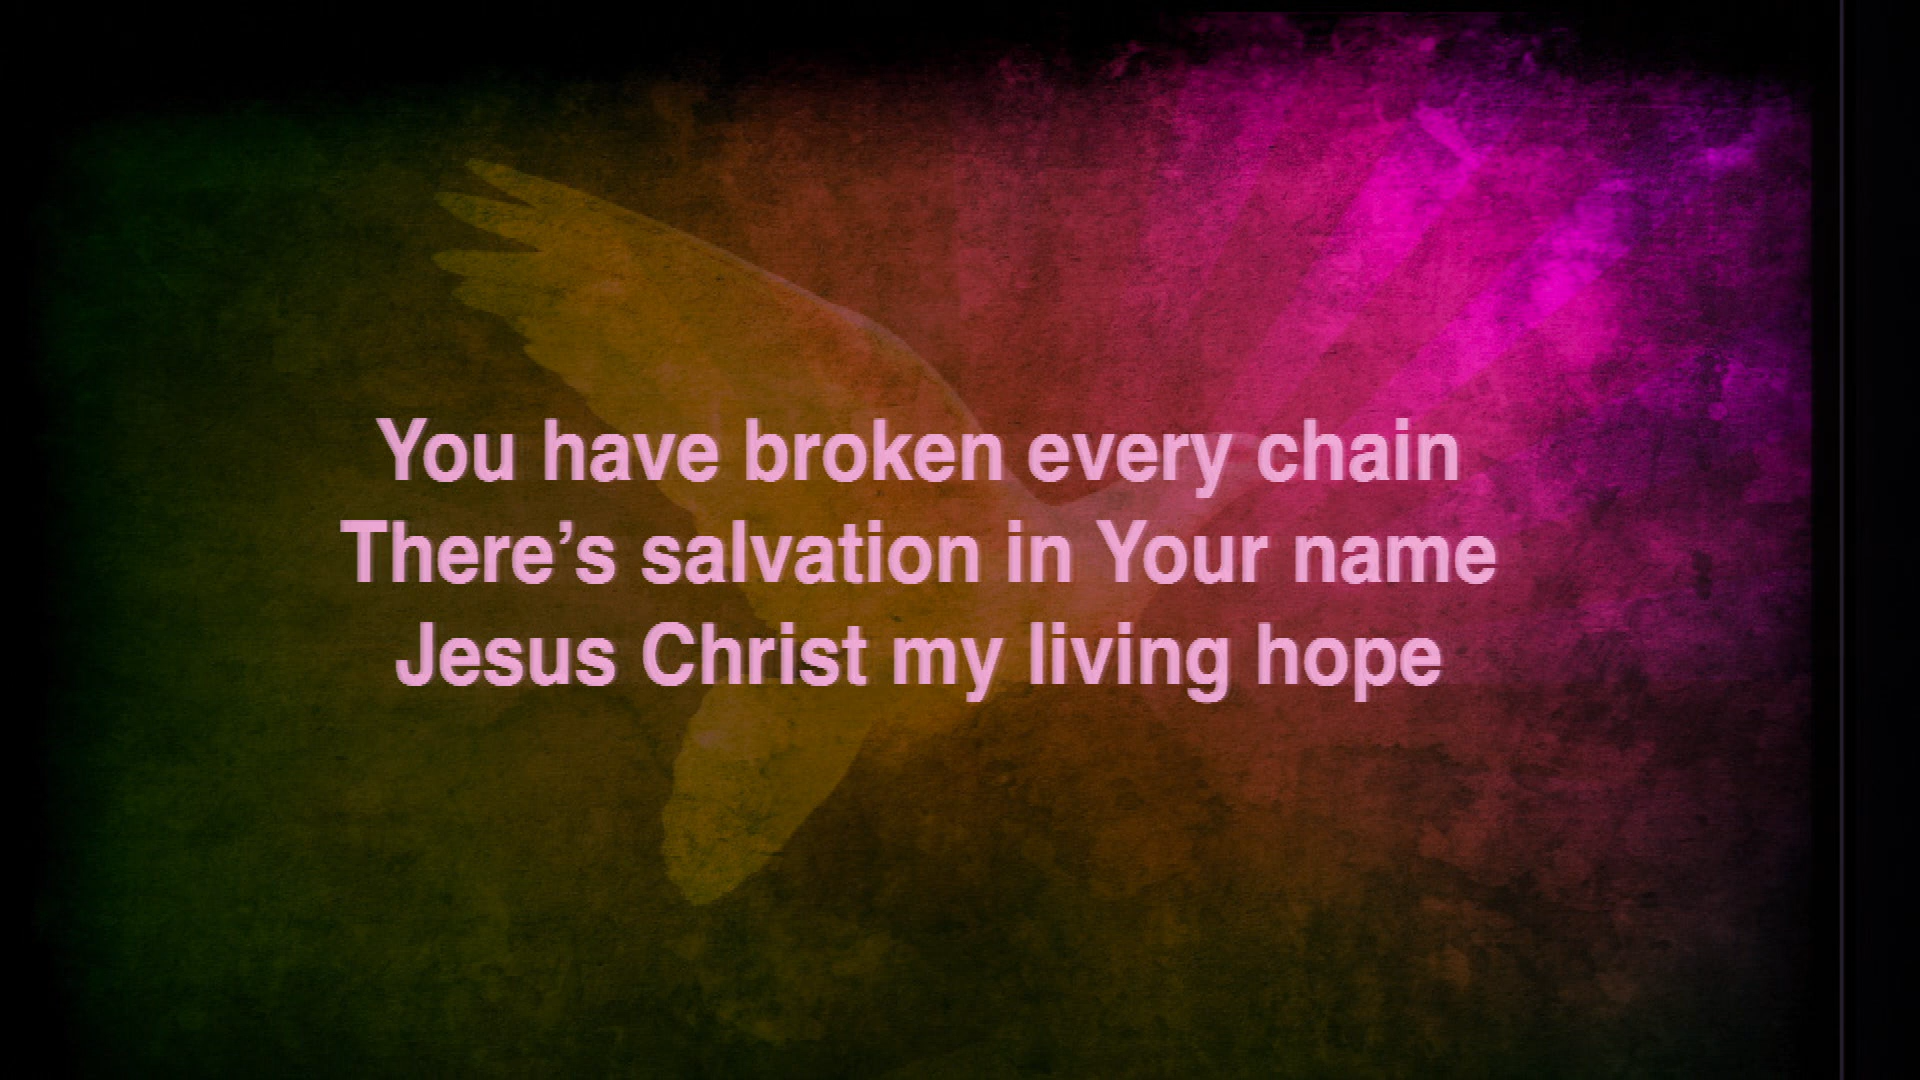 You have broken every chain
There’s salvation in Your name
Jesus Christ my living hope